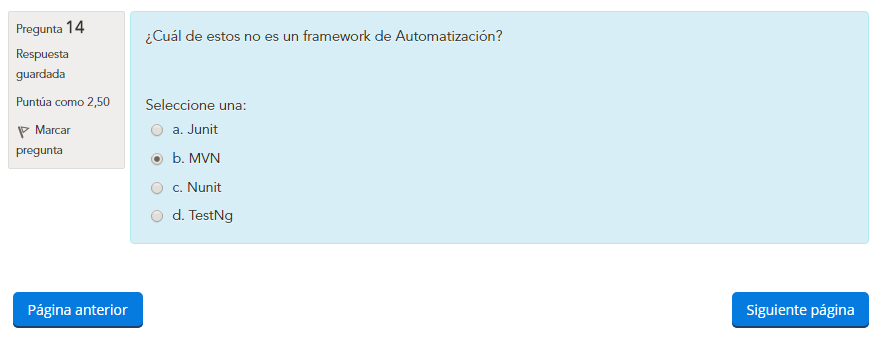 Pregunta 14
Respuesta
guardada
Puntúa como 2,50
Marcar
pregunta
¿Cuál de estos no es un framework de Automatización?
Seleccione una:
a. Junit
b. MVN
c. Nunit
d. TestNg
Página anterior
Siguiente página